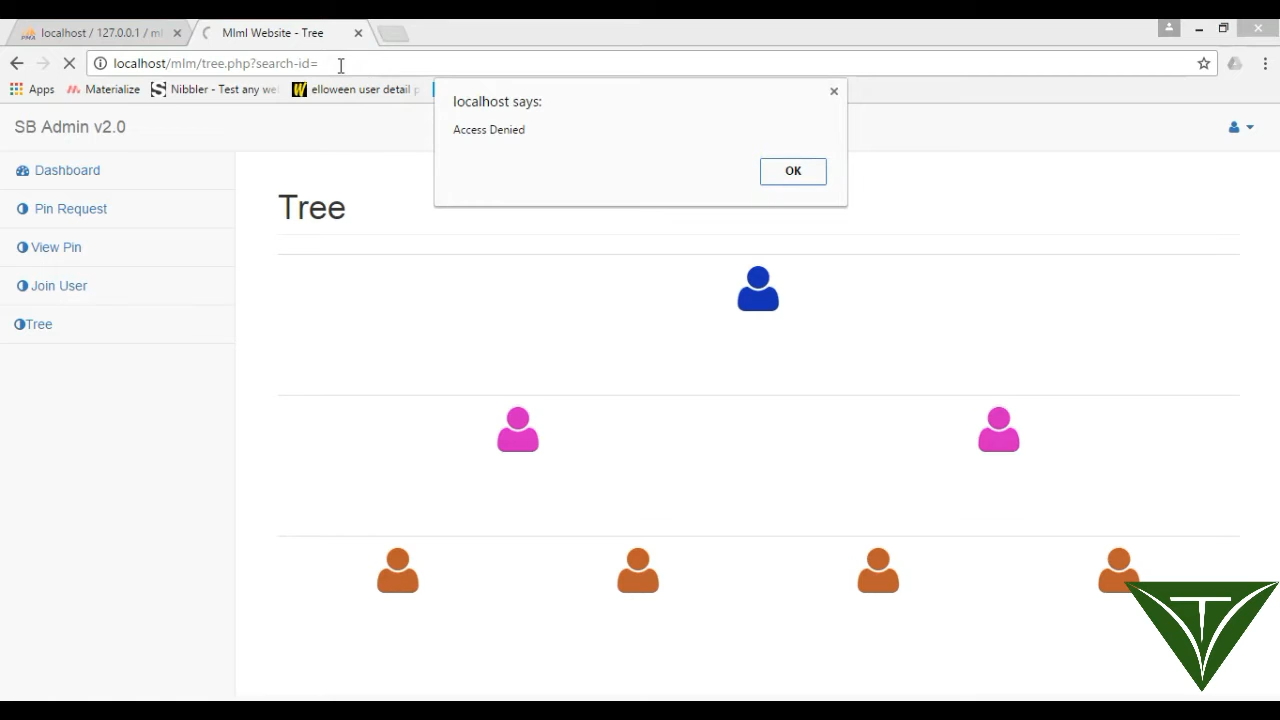 localhost / 127.0.0.1 / ml
Mlml Website - Tree
localhost/mlm/tree.php?search-id=
Apps
Materialize
Nibbler - Test any we
elloween user detail p
localhost says:
Access Denied
OK
SB Admin v2.0
Dashboard
Pin Request
View Pin
Join User
Tree
Tree